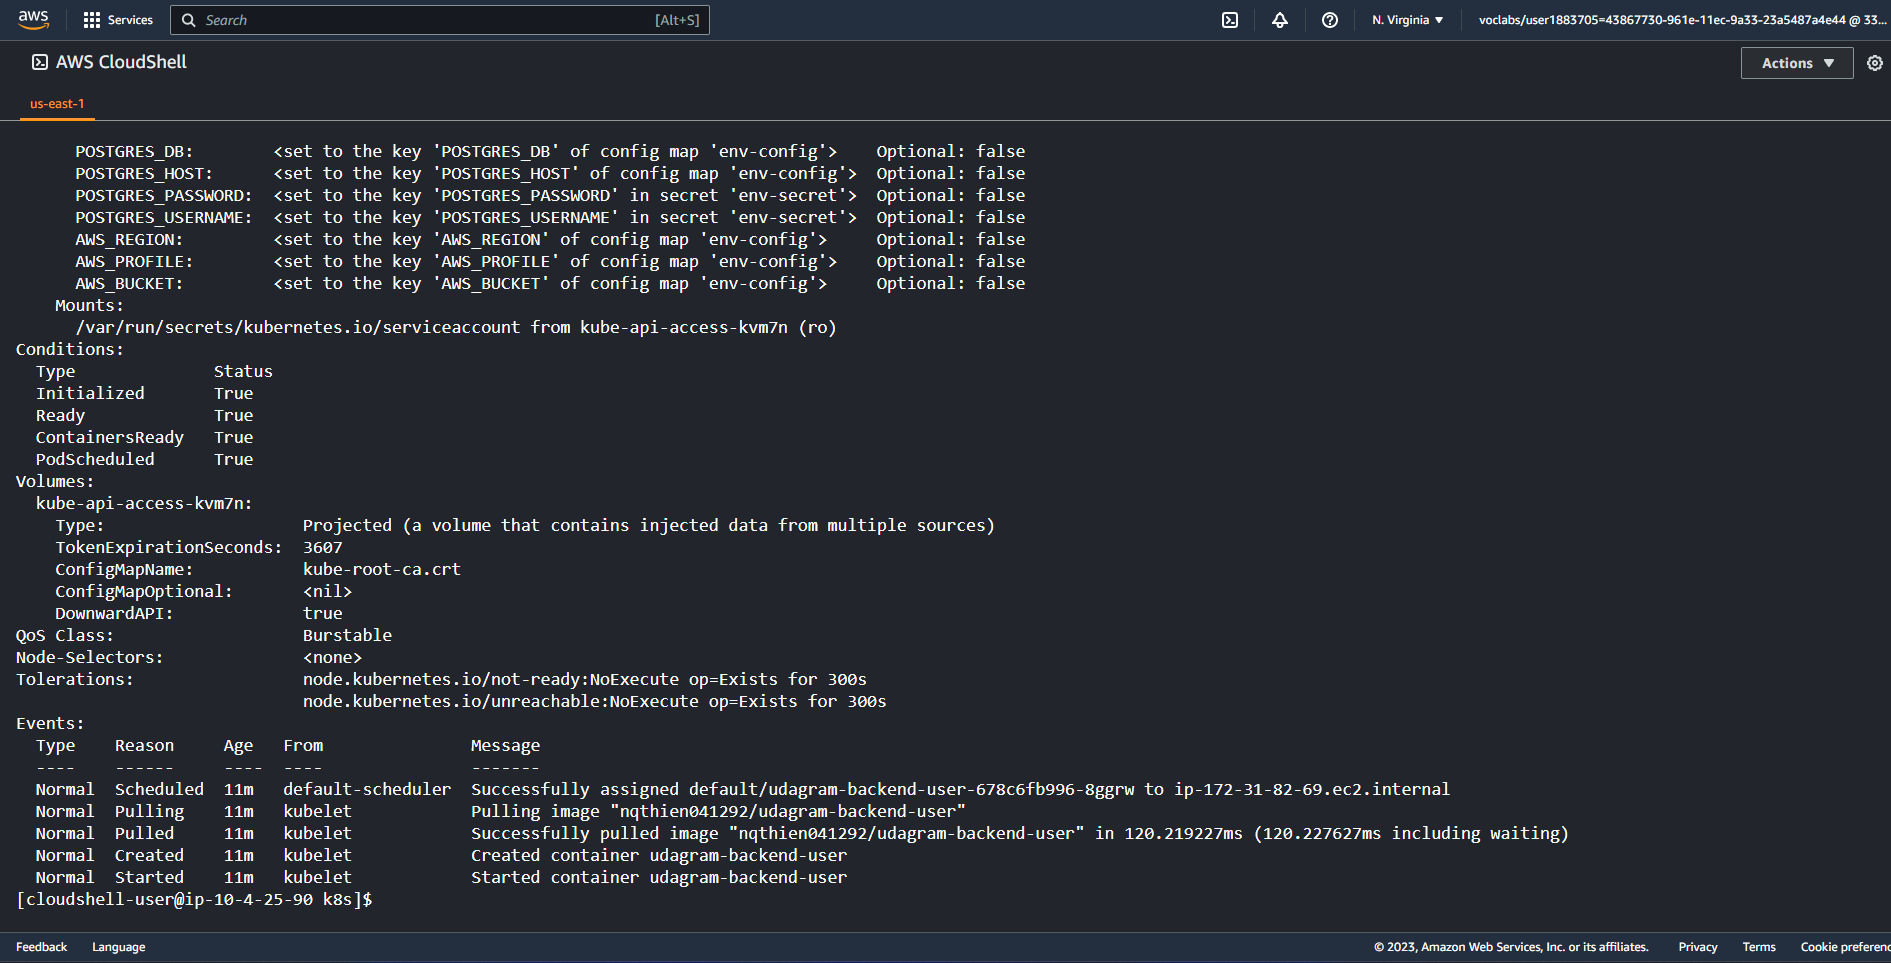 aws
Services
Search [Alt+S]
N. Virginia
voclabs/user1883705=43867730-961e-11ec-9a33-23a5487a4e44 @ 33...
AWS CloudShell
Actions
us-east-1
POSTGRES_DB: <set to the key 'POSTGRES_DB' of config map 'env-config'> Optional: false
POSTGRES_HOST: <set to the key 'POSTGRES_HOST' of config map 'env-config'> Optional: false
POSTGRES_PASSWORD: <set to the key 'POSTGRES_PASSWORD' in secret 'env-secret'> Optional: false
POSTGRES_USERNAME: <set to the key 'POSTGRES_USERNAME' in secret 'env-secret'> Optional: false
AWS_REGION: <set to the key 'AWS_REGION' of config map 'env-config'> Optional: false
AWS_PROFILE: <set to the key 'AWS_PROFILE' of config map 'env-config'> Optional: false
AWS_BUCKET: <set to the key 'AWS_BUCKET' of config map 'env-config'> Optional: false
Mounts:
/var/run/secrets/kubernetes.io/serviceaccount from kube-api-access-kvm7n (ro)
Conditions:
Type Status
Initialized True
Ready True
ContainersReady True
PodScheduled True
Volumes:
kube-api-access-kvm7n:
Type: Projected (a volume that contains injected data from multiple sources)
TokenExpirationSeconds: 3607
ConfigMapName: kube-root-ca.crt
ConfigMapOptional: <nil>
DownwardAPI: true
QoS Class: Burstable
Node-Selectors: <none>
Tolerations: node.kubernetes.io/not-ready:NoExecute op=Exists for 300s
node.kubernetes.io/unreachable:NoExecute op=Exists for 300s
Events:
Type Reason Age From Message
---- ------ ---- ---- -------
Normal Scheduled 11m default-scheduler Successfully assigned default/udagram-backend-user-678c6fb996-8ggrw to ip-172-31-82-69.ec2.internal
Normal Pulling 11m kubelet Pulling image "nqthien041292/udagram-backend-user"
Normal Pulled 11m kubelet Successfully pulled image "nqthien041292/udagram-backend-user" in 120.219227ms (120.227627ms including waiting)
Normal Created 11m kubelet Created container udagram-backend-user
Normal Started 11m kubelet Started container udagram-backend-user
[cloudshell-user@ip-10-4-25-90 k8s]$
Feedback Language © 2023, Amazon Web Services, Inc. or its affiliates. Privacy Terms Cookie preferenc